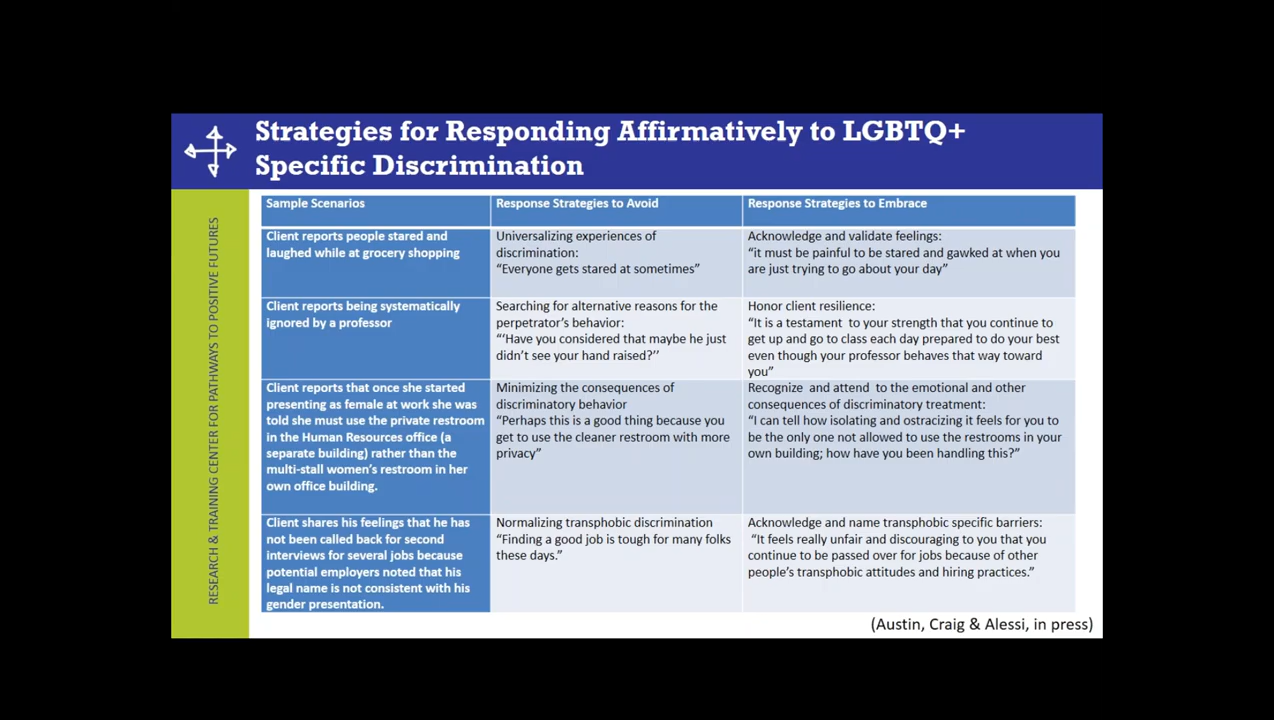 Strategies for Responding Affirmatively to LGBTQ+
Specific Discrimination
RESEARCH & TRAINING CENTER FOR PATHWAYS TO POSITIVE FUTURES
Sample Scenarios
Response Strategies to Avoid
Response Strategies to Embrace
Client reports people stared and
laughed while at grocery shopping
Universalizing experiences of
discrimination:
“Everyone gets stared at sometimes”
Acknowledge and validate feelings:
“it must be painful to be stared and gawked at when you
are just trying to go about your day”
Client reports being systematically
ignored by a professor
Searching for alternative reasons for the
perpetrator’s behavior:
“‘Have you considered that maybe he just
didn’t see your hand raised?’’
Honor client resilience:
“It is a testament to your strength that you continue to
get up and go to class each day prepared to do your best
even though your professor behaves that way toward
you”
Client reports that once she started
presenting as female at work she was
told she must use the private restroom
in the Human Resources office (a
separate building) rather than the
multi-stall women’s restroom in her
own office building.
Minimizing the consequences of
discriminatory behavior
“Perhaps this is a good thing because you
get to use the cleaner restroom with more
privacy”
Recognize and attend to the emotional and other
consequences of discriminatory treatment:
“I can tell how isolating and ostracizing it feels for you to
be the only one not allowed to use the restrooms in your
own building; how have you been handling this?”
Client shares his feelings that he has
not been called back for second
interviews for several jobs because
potential employers noted that his
legal name is not consistent with his
gender presentation.
Normalizing transphobic discrimination
“Finding a good job is tough for many folks
these days.”
Acknowledge and name transphobic specific barriers:
“It feels really unfair and discouraging to you that you
continue to be passed over for jobs because of other
people’s transphobic attitudes and hiring practices.”
(Austin, Craig & Alessi, in press)